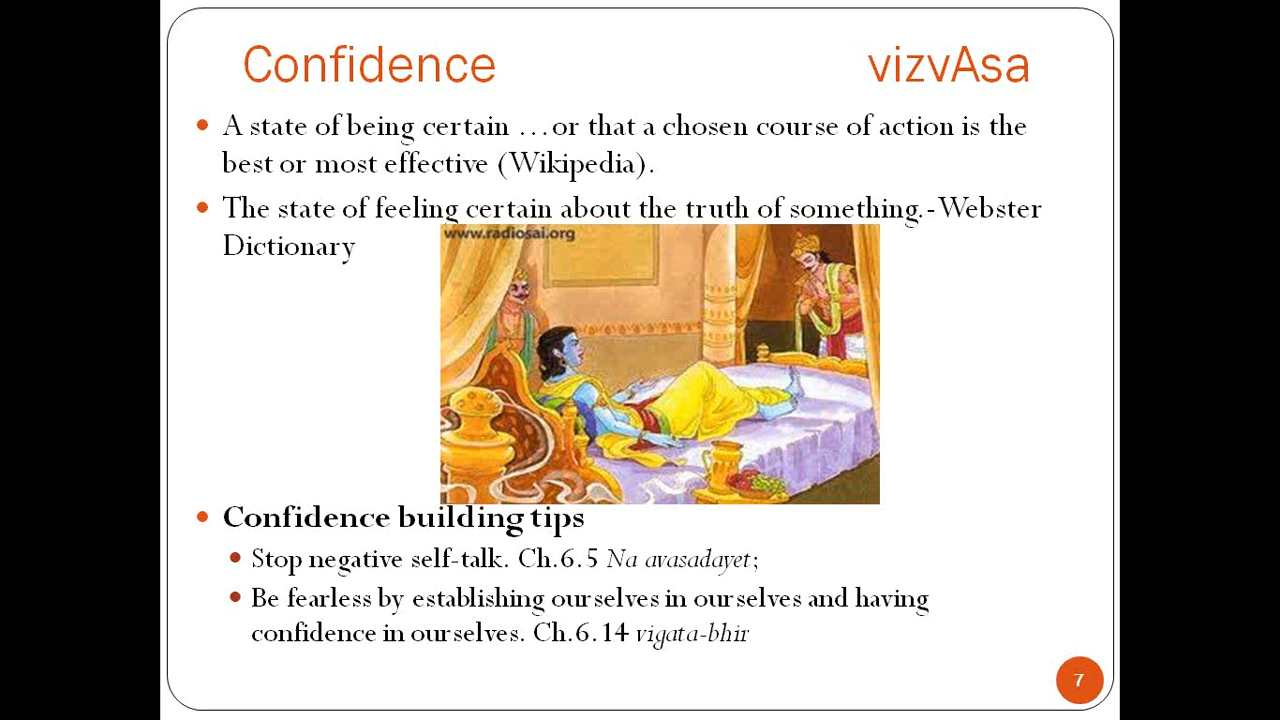 Confidence vizvAsa
A state of being certain …or that a chosen course of action is the
best or most effective (Wikipedia).
The state of feeling certain about the truth of something.-Webster
Dictionary
www.radiosai.org
Confidence building tips
Stop negative self-talk. Ch.6.5 Na avasadayet;
Be fearless by establishing ourselves in ourselves and having
confidence in ourselves. Ch.6.14 vigata-bhir
7